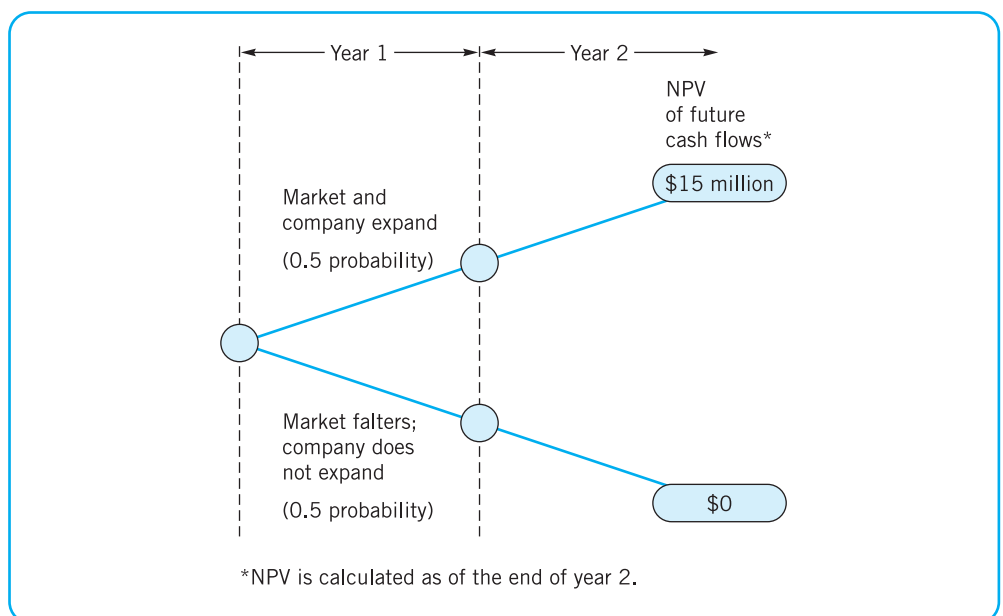 Year 1
Year 2
NPV
of future
cash flows*
$15 million
Market and
company expand
(0.5 probability)
Market falters;
company does
not expand
(0.5 probability)
$0
*NPV is calculated as of the end of year 2.